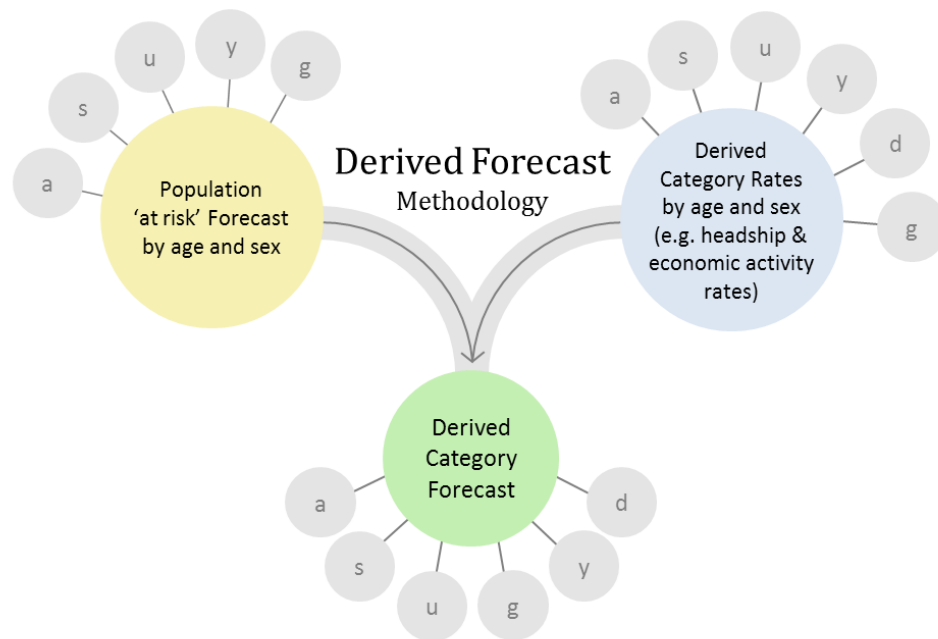 a
s
u
y
g
Population
‘at risk’ Forecast
by age and sex
Derived Forecast
Methodology
a
s
u
y
d
g
Derived
Category Rates
by age and sex
(e.g. headship &
economic activity
rates)
Derived
Category
Forecast
a
s
u
g
y
d